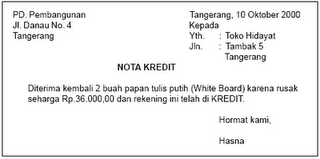 PD. Pembangunan Tangerang, 10 Oktober 2000
Jl. Danau No. 4 Kepada
Tangerang Yth. : Toko Hidayat
Jln. : Tambak 5
Tangerang
NOTA KREDIT
Diterima kembali 2 buah papan tulis putih (White Board) karena rusak
seharga Rp.36.000,00 dan rekening ini telah di KREDIT.
Hormat kami,
Hasna